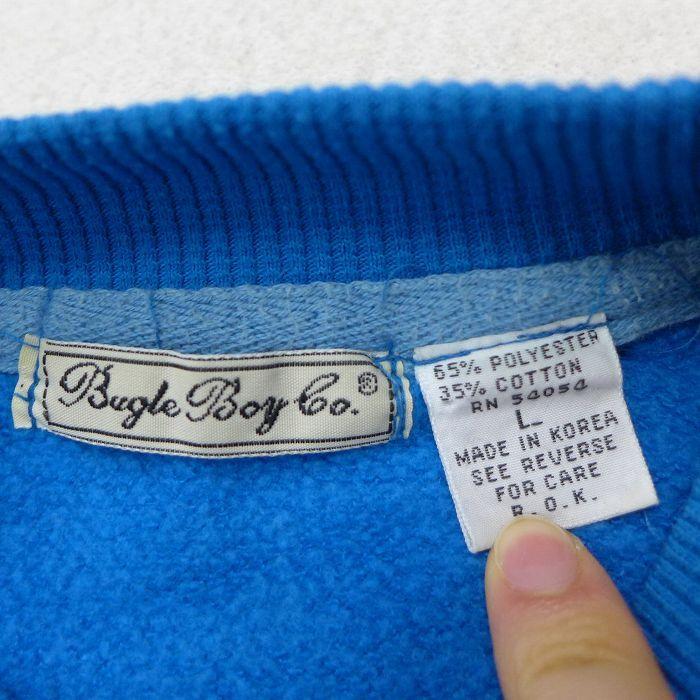 Bugle Boy Co.®
65% POLYESTER
35% COTTON
RN 54054
L
MADE IN KOREA
SEE REVERSE
FOR CARE
R.O.K.